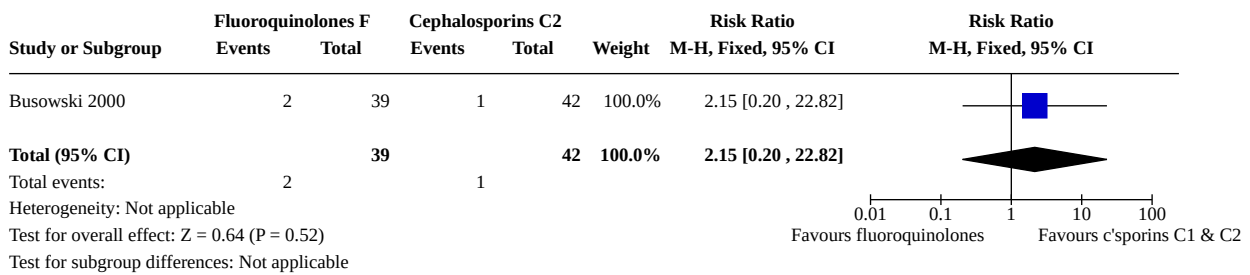 Fluoroquinolones F Cephalosporins C2 Risk Ratio Risk Ratio
Study or Subgroup Events Total Events Total Weight M-H, Fixed, 95% CI M-H, Fixed, 95% CI
Busowski 2000 2 39 1 42 100.0% 2.15 [0.20 , 22.82]
Total (95% CI) 39 42 100.0% 2.15 [0.20 , 22.82]
Total events: 2 1
Heterogeneity: Not applicable
0.01 0.1 1 10 100
Test for overall effect: Z = 0.64 (P = 0.52)
Favours fluoroquinolones Favours c'sporins C1 & C2
Test for subgroup differences: Not applicable